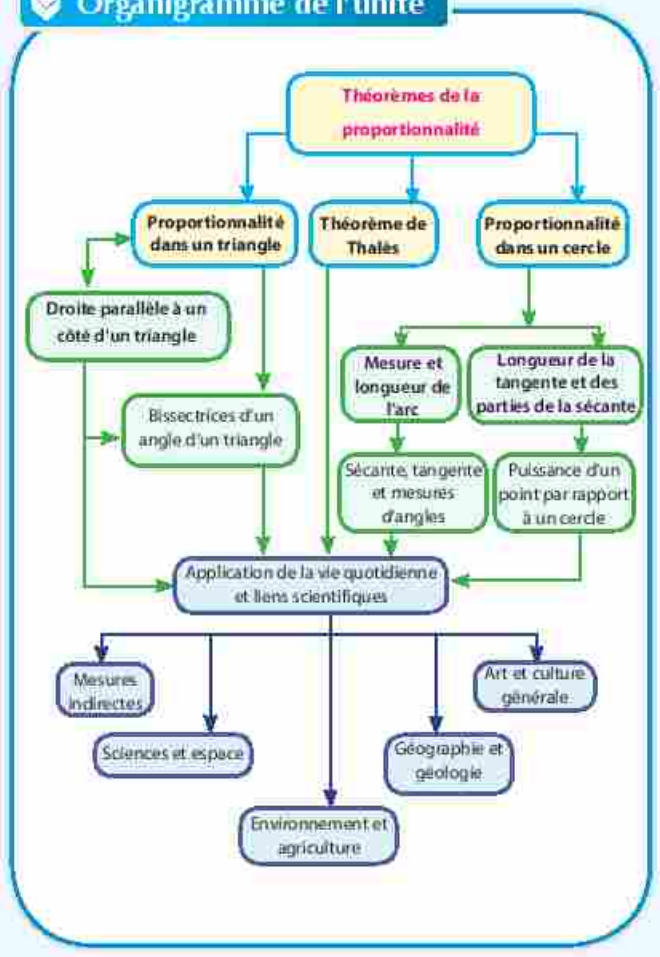 Organigramme de l'unité
Théorèmes de la
proportionnalité
Proportionnalité
dans un triangle
Théorème de
Thalès
Proportionnalité
dans un cercle
Droite parallèle à un
côté d'un triangle
Mesure et
longueur de
l'arc
Longueur de la
tangente et des
parties de la sécante
Bissectrices d'un
angle d'un triangle
Sécante, tangente
et mesures
d'angles
Puissance d'un
point par rapport
à un cercle
Application de la vie quotidienne
et liens scientifiques
Mesures
indirectes
Art et culture
générale
Sciences et espace
Géographie et
géologie
Environnement et
agriculture